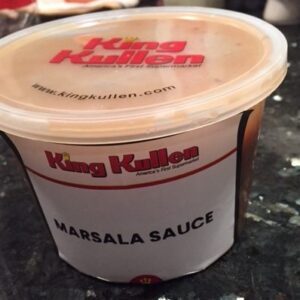 King
Kullen
America's First Supermarket
www.kingkullen.com
King Kullen
America's First Supermarket
MARSALA SAUCE